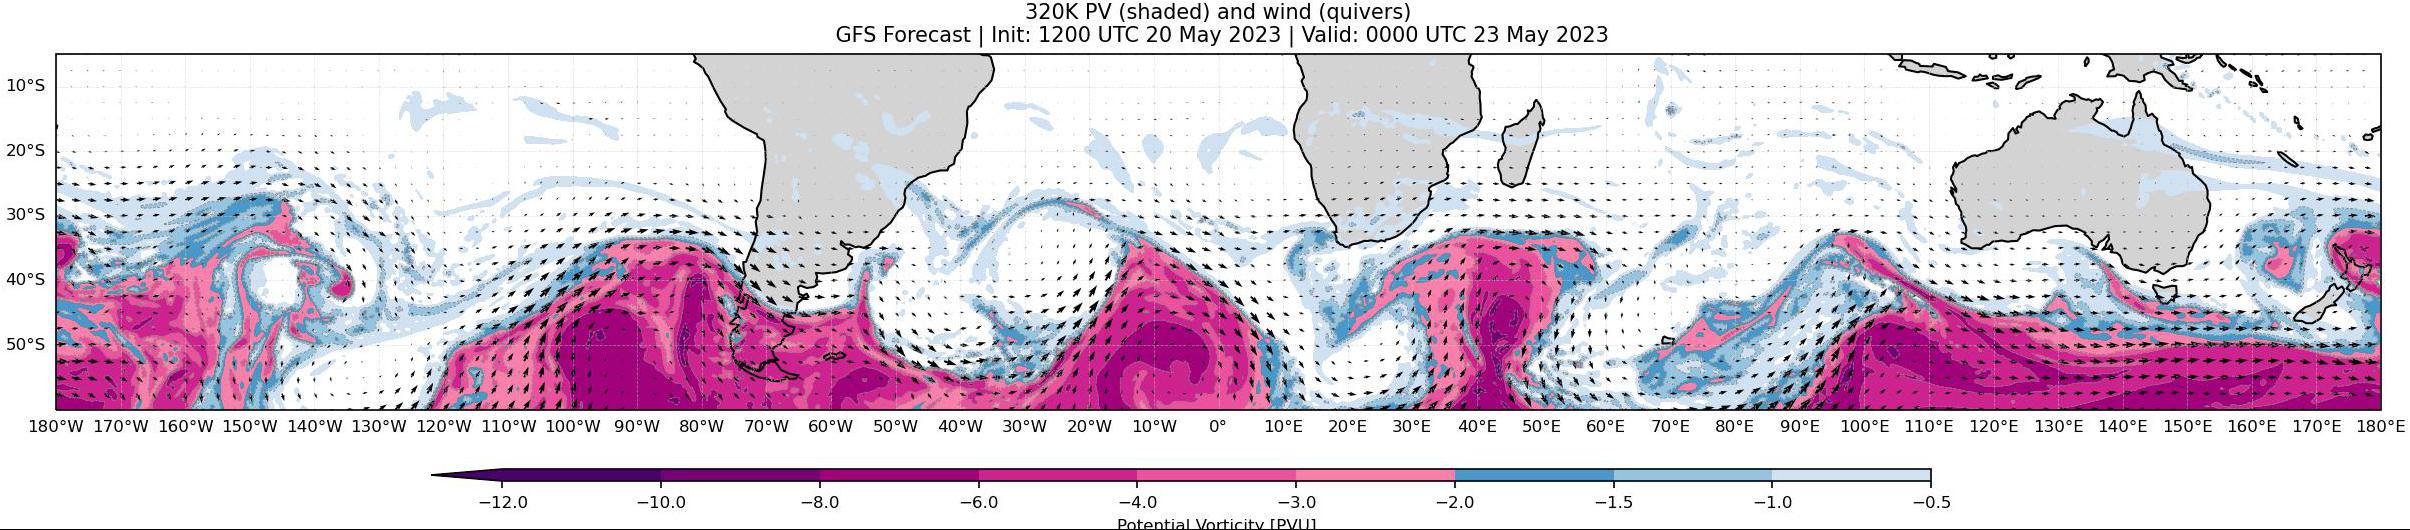 320K PV (shaded) and wind (quivers)
GFS Forecast | Init: 1200 UTC 20 May 2023 | Valid: 0000 UTC 23 May 2023
10°S
20°S
30°S
40°S
50°S
180°W 170°W 160°W 150°W 140°W 130°W 120°W 110°W 100°W 90°W 80°W 70°W 60°W 50°W 40°W 30°W 20°W 10°W 0° 10°E 20°E 30°E 40°E 50°E 60°E 70°E 80°E 90°E 100°E 110°E 120°E 130°E 140°E 150°E 160°E 170°E 180°E
−12.0 −10.0 −8.0 −6.0 −4.0 −3.0 −2.0 −1.5 −1.0 −0.5
Potential Vorticity [PVU]